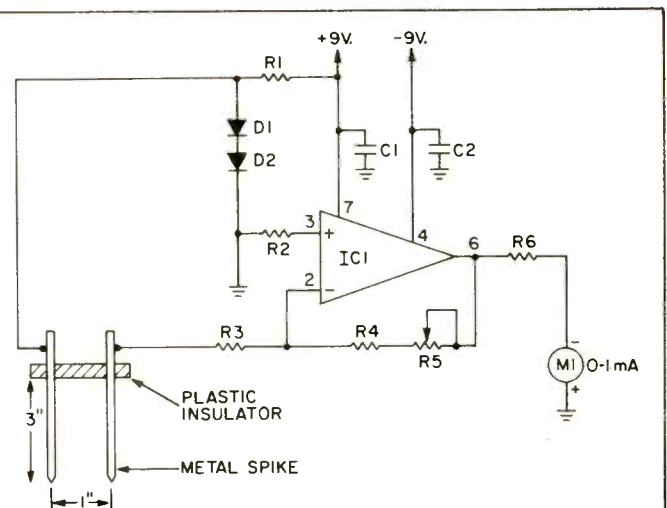 +9V. -9V.
R1
D1
C1 C2
D2
7
3
+ 4 6 R6
R2 IC1
2
-
R3 R4
R5
-
M1 0-1mA
+
PLASTIC
INSULATOR
3"
METAL SPIKE
1"